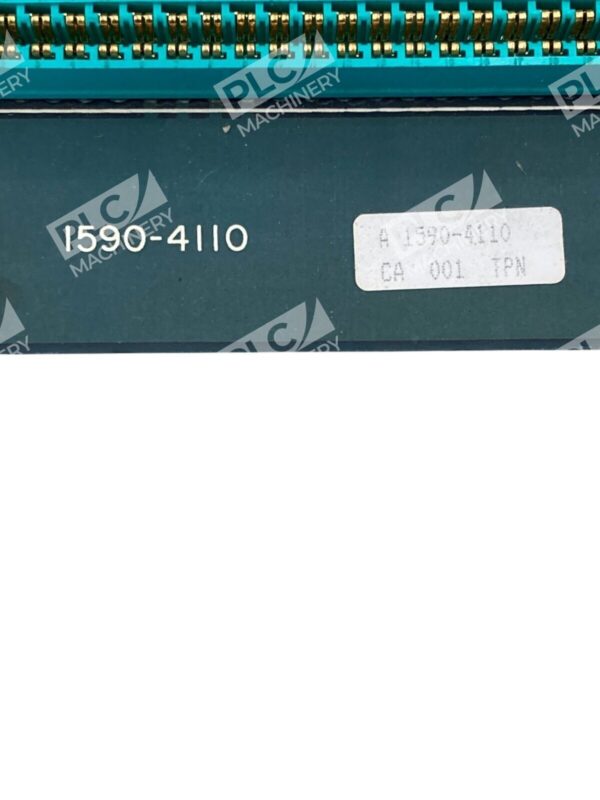 PLC MACHINERY
1590-4110
A 1590-4110
CA 001 TPN